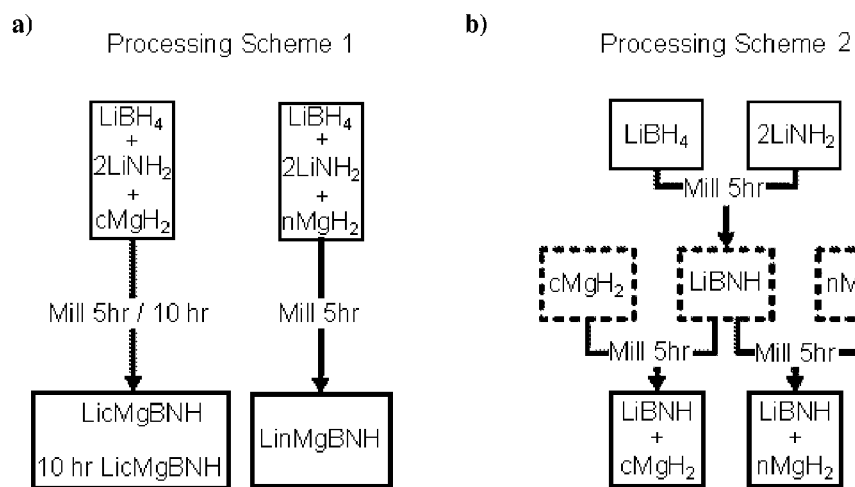 a)
Processing Scheme 1
LiBH₄
+
2LiNH₂
+
cMgH₂
LiBH₄
+
2LiNH₂
+
nMgH₂
Mill 5hr / 10 hr
Mill 5hr
LicMgBNH
10 hr LicMgBNH
LinMgBNH
b)
Processing Scheme 2
LiBH₄
2LiNH₂
Mill 5hr
cMgH₂
LiBNH
Mill 5hr
Mill 5hr
LiBNH
+
cMgH₂
LiBNH
+
nMgH₂